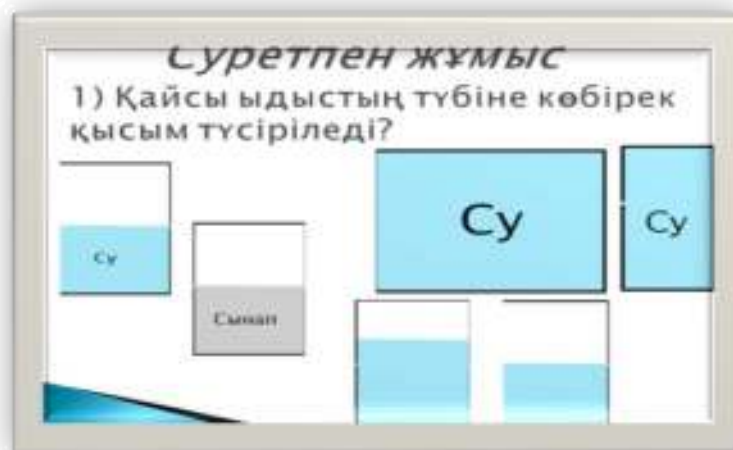 Суретпен жұмыс
1) Қайсы ыдыстың түбіне көбірек
қысым түсіріледі?
Су
Су
Су
Сынап